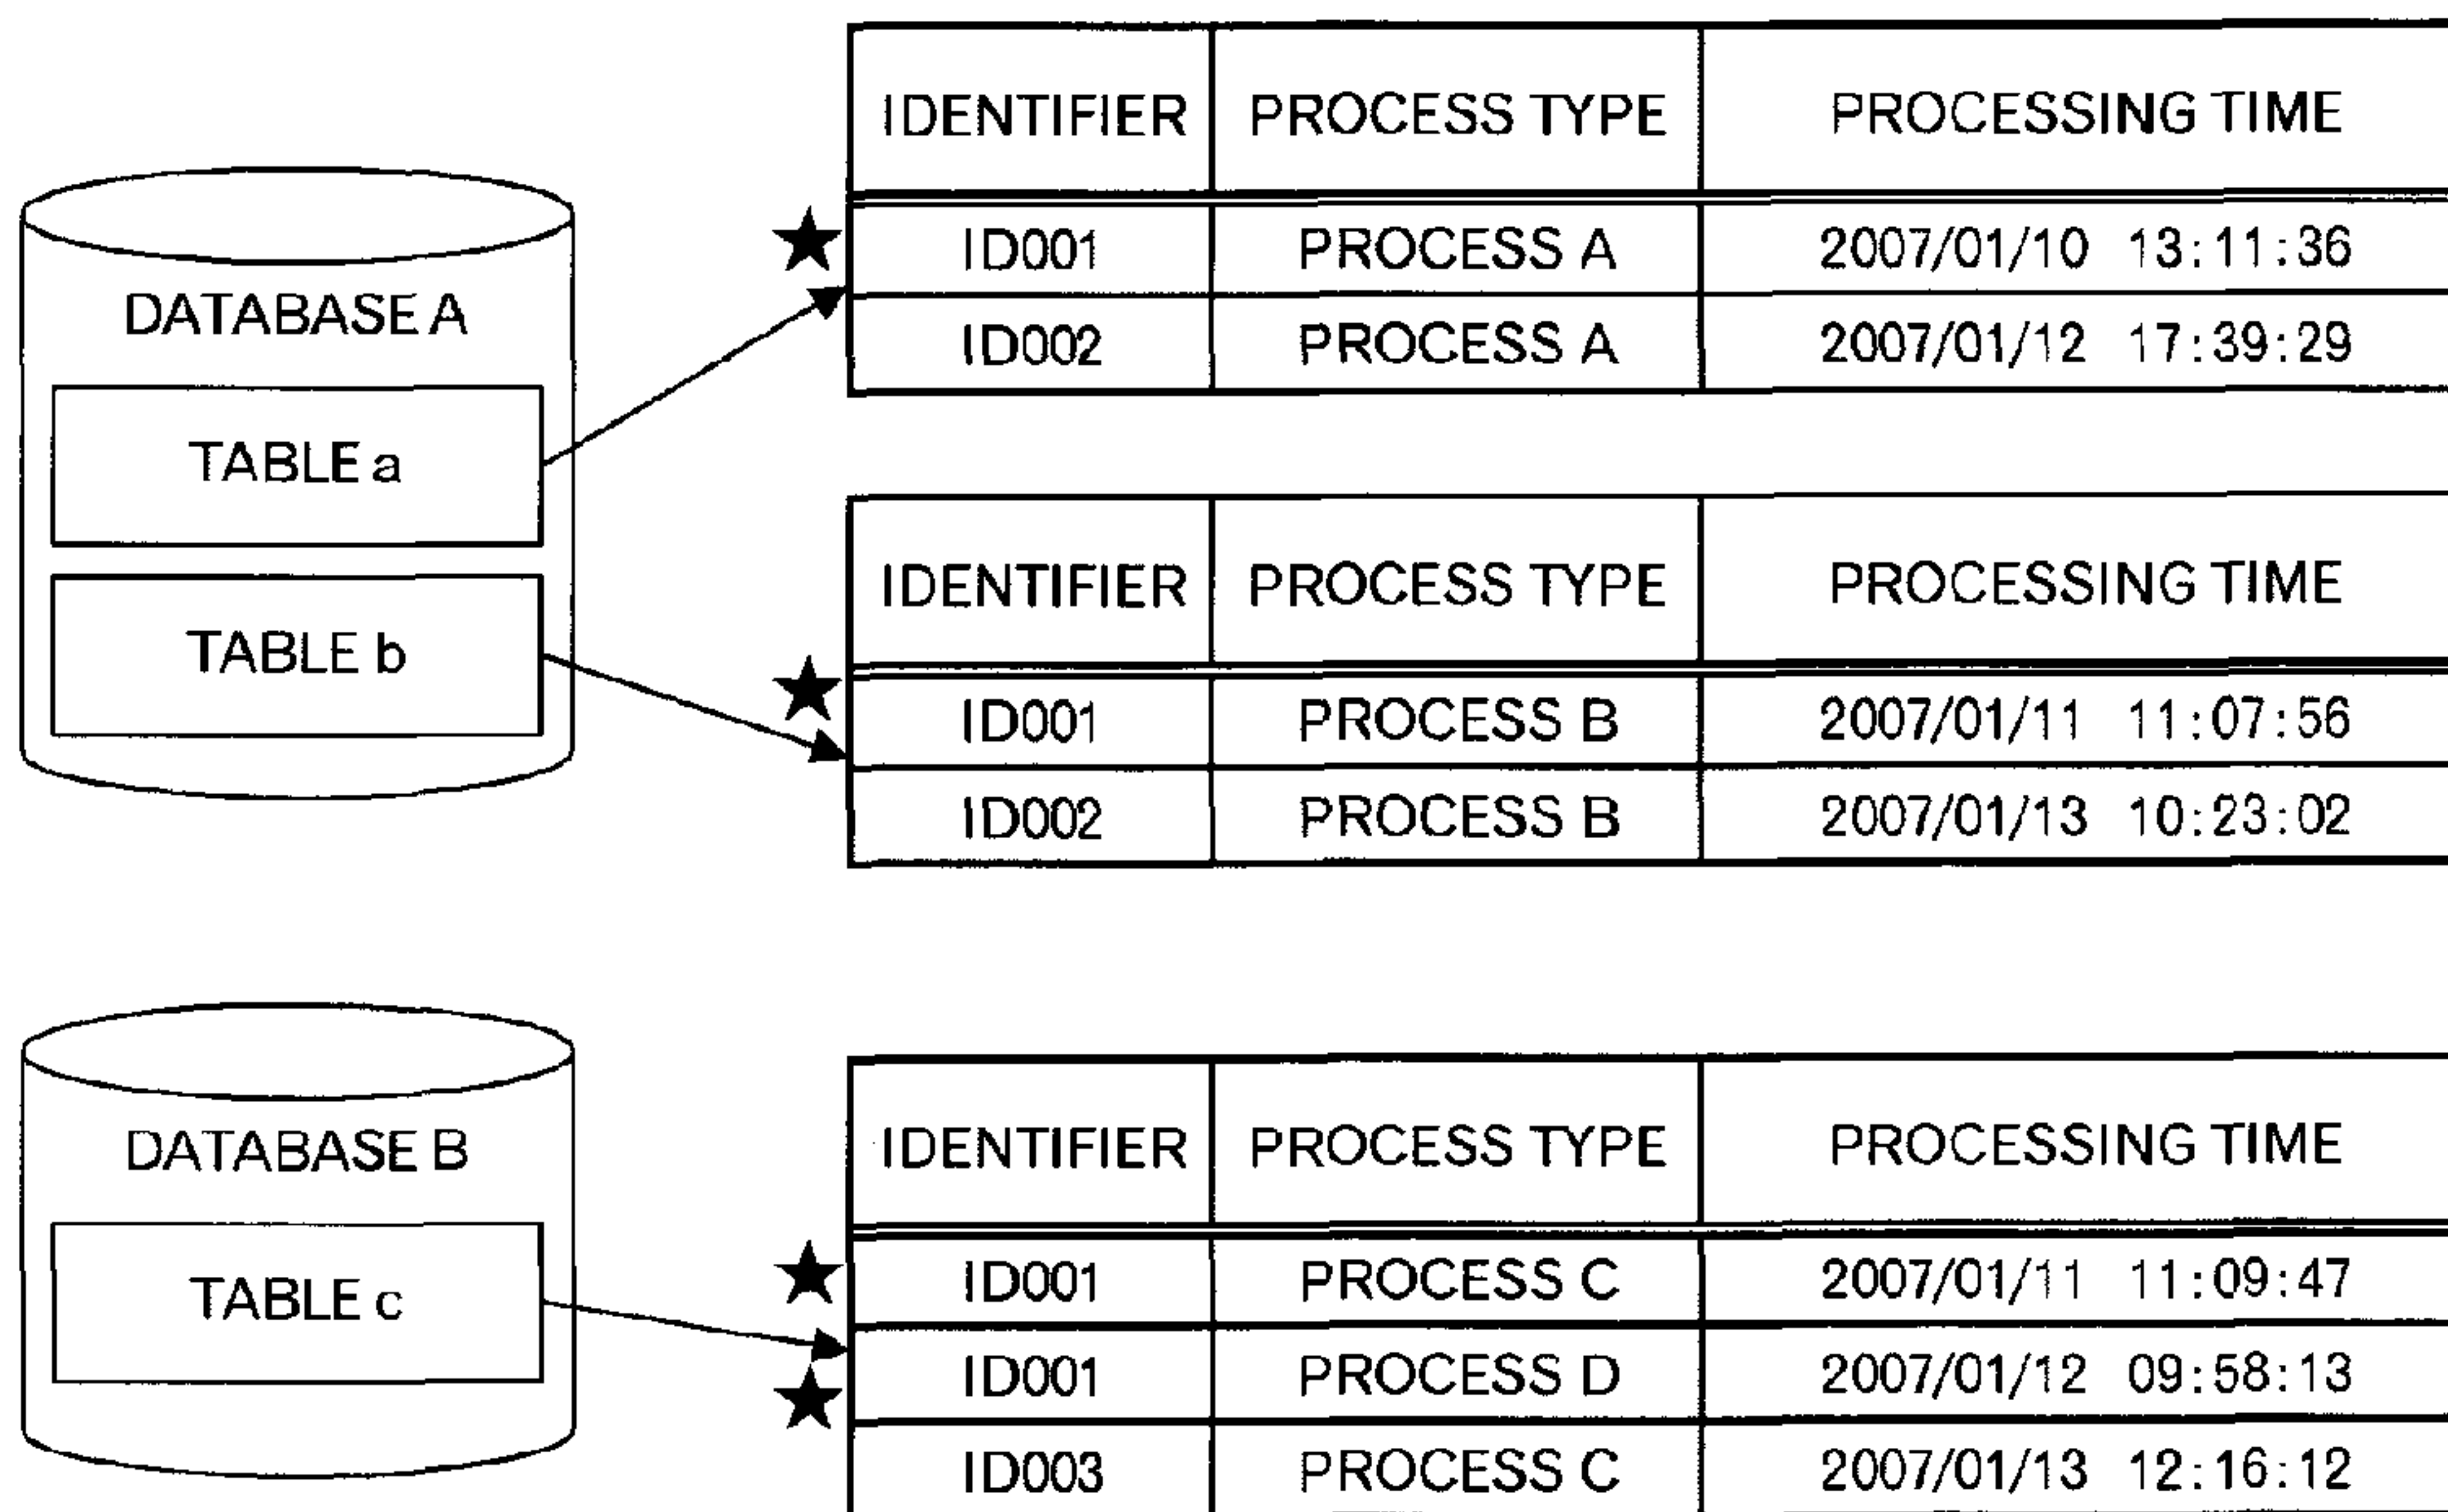 IDENTIFIER PROCESS TYPE PROCESSING TIME
ID001 PROCESS A 2007/01/10 13:11:36
ID002 PROCESS A 2007/01/12 17:39:29
DATABASE A
TABLE a
TABLE b
IDENTIFIER PROCESS TYPE PROCESSING TIME
ID001 PROCESS B 2007/01/11 11:07:56
ID002 PROCESS B 2007/01/13 10:23:02
DATABASE B
TABLE c
IDENTIFIER PROCESS TYPE PROCESSING TIME
ID001 PROCESS C 2007/01/11 11:09:47
ID001 PROCESS D 2007/01/12 09:58:13
ID003 PROCESS C 2007/01/13 12:16:12